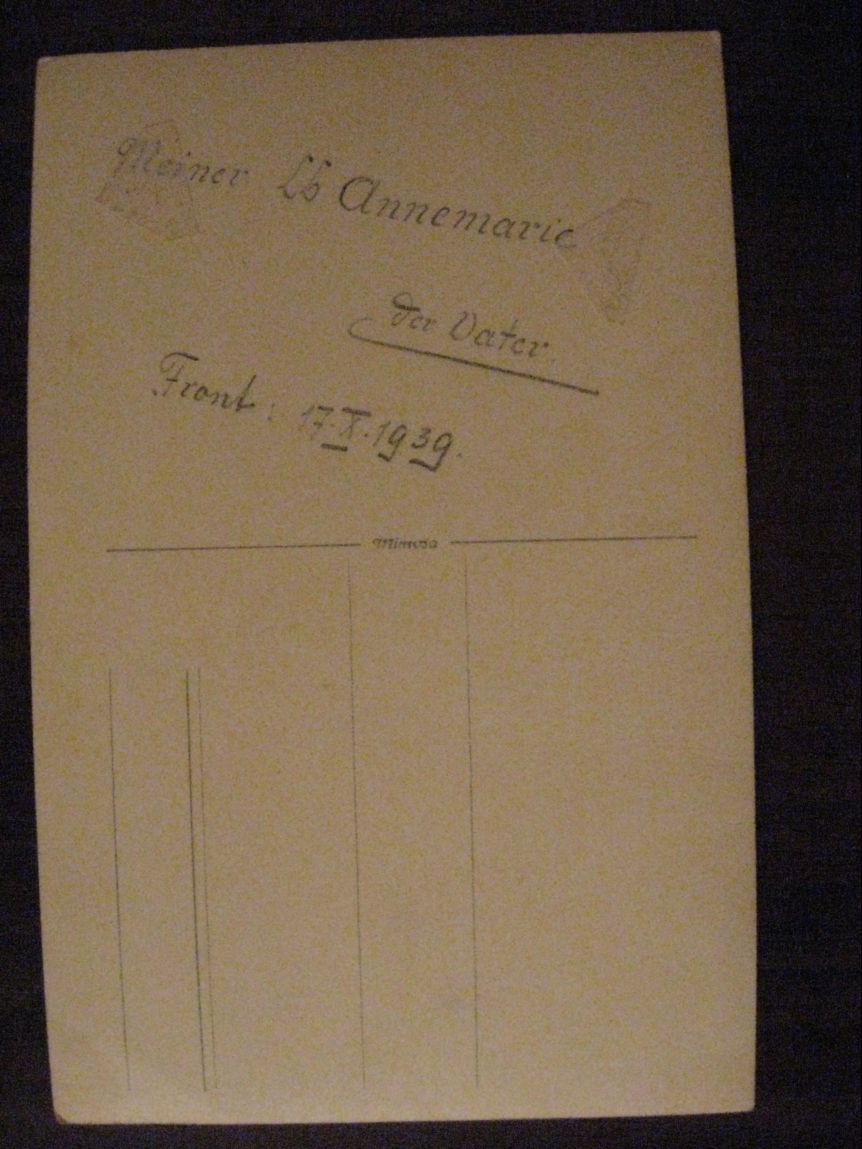 Meiner Lb Annemarie
der Vater
Front: 17.X.1939.
Mimosa